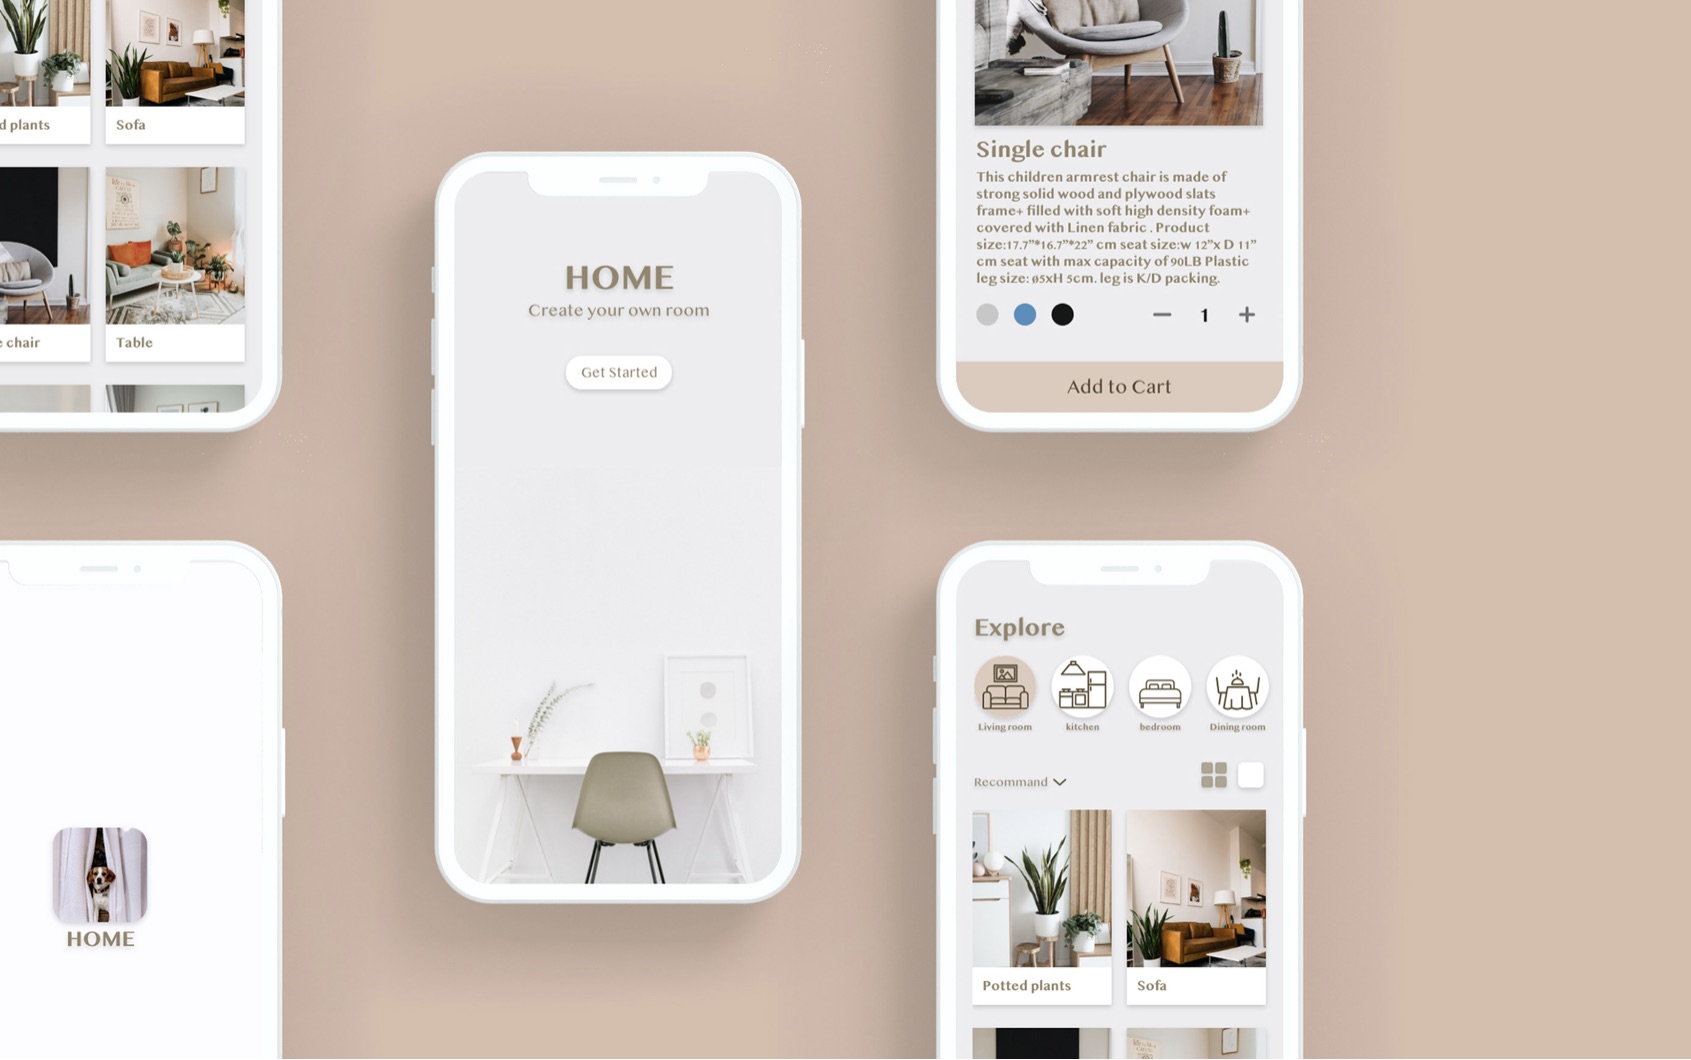 plants
Sofa
chair
Table
HOME
HOME
Create your own room
Get Started
Single chair
This children armrest chair is made of
strong solid wood and plywood slats
frame+ filled with soft high density foam+
covered with Linen fabric . Product
size:17.7”*16.7”*22” cm seat size:w 12”x D 11”
cm seat with max capacity of 90LB Plastic
leg size: ø5xH 5cm. leg is K/D packing.
1
Add to Cart
Explore
Living room
kitchen
bedroom
Dining room
Recommand
Potted plants
Sofa